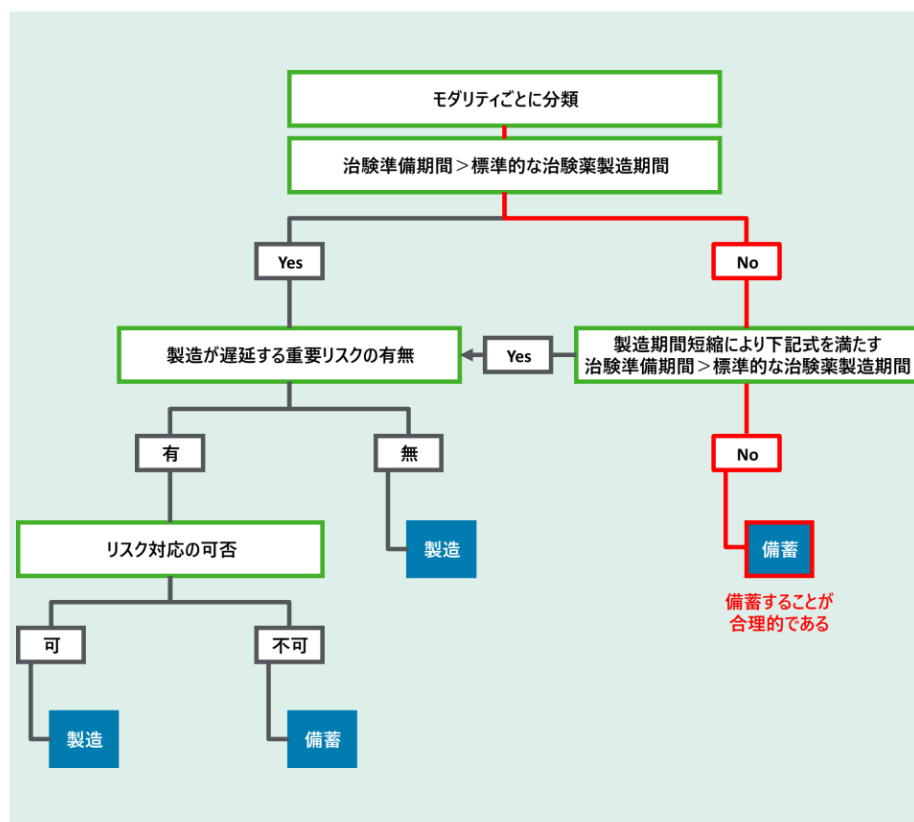 モダリティごとに分類
治験準備期間＞標準的な治験薬製造期間
Yes
No
製造が遅延する重要リスクの有無
Yes
製造期間短縮により下記式を満たす
治験準備期間＞標準的な治験薬製造期間
有
無
No
リスク対応の可否
製造
備蓄
備蓄することが
合理的である
可
不可
製造
備蓄